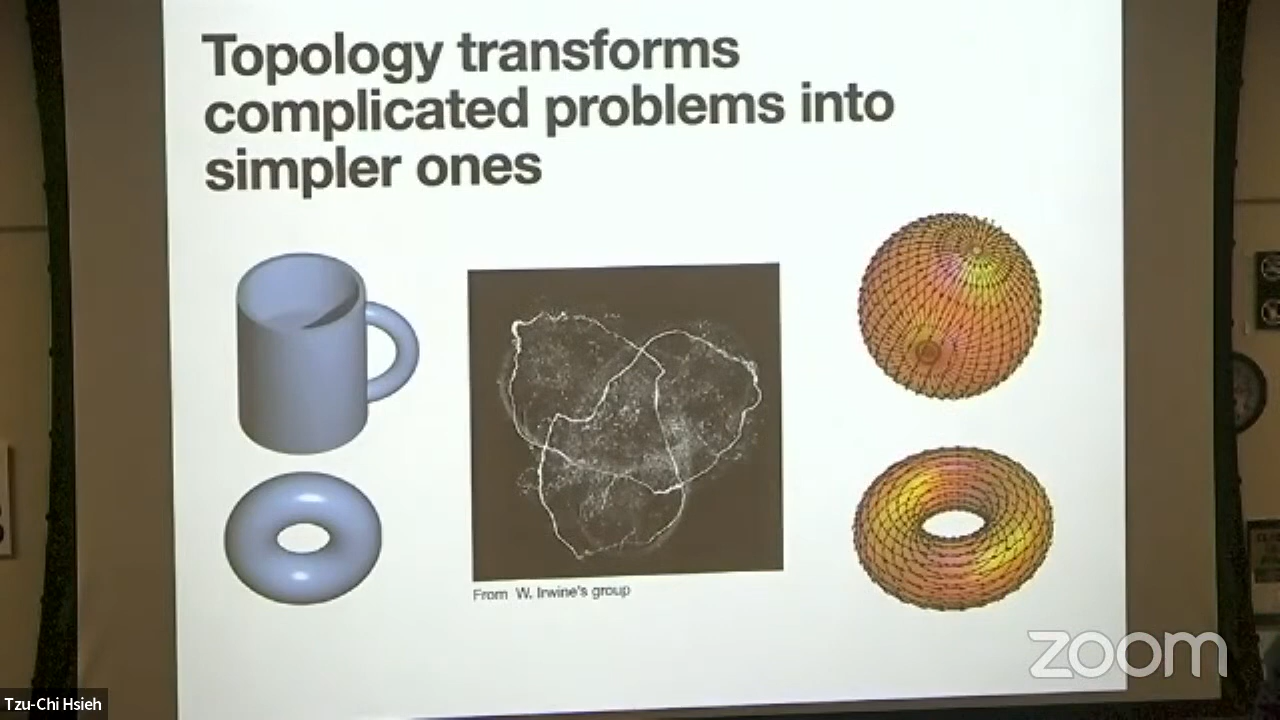 Topology transforms
complicated problems into
simpler ones
From W. Irwine's group
zoom
Tzu-Chi Hsieh